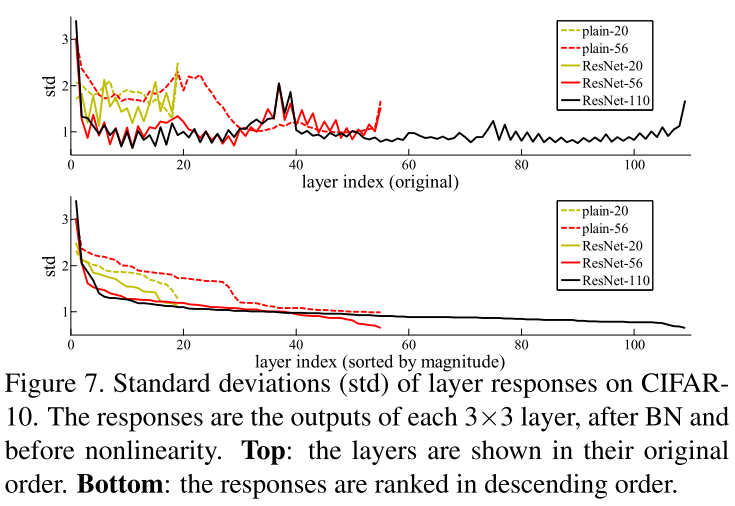 3
2
1
std
0
20
40
60
80
100
layer index (original)
plain-20
plain-56
ResNet-20
ResNet-56
ResNet-110
3
2
1
std
0
20
40
60
80
100
layer index (sorted by magnitude)
plain-20
plain-56
ResNet-20
ResNet-56
ResNet-110
Figure 7. Standard deviations (std) of layer responses on CIFAR-
10. The responses are the outputs of each 3×3 layer, after BN and
before nonlinearity. Top: the layers are shown in their original
order. Bottom: the responses are ranked in descending order.